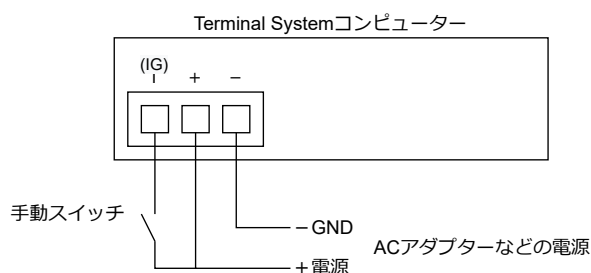 Terminal Systemコンピューター
(IG)
I + −
手動スイッチ
−GND
ACアダプターなどの電源
+電源